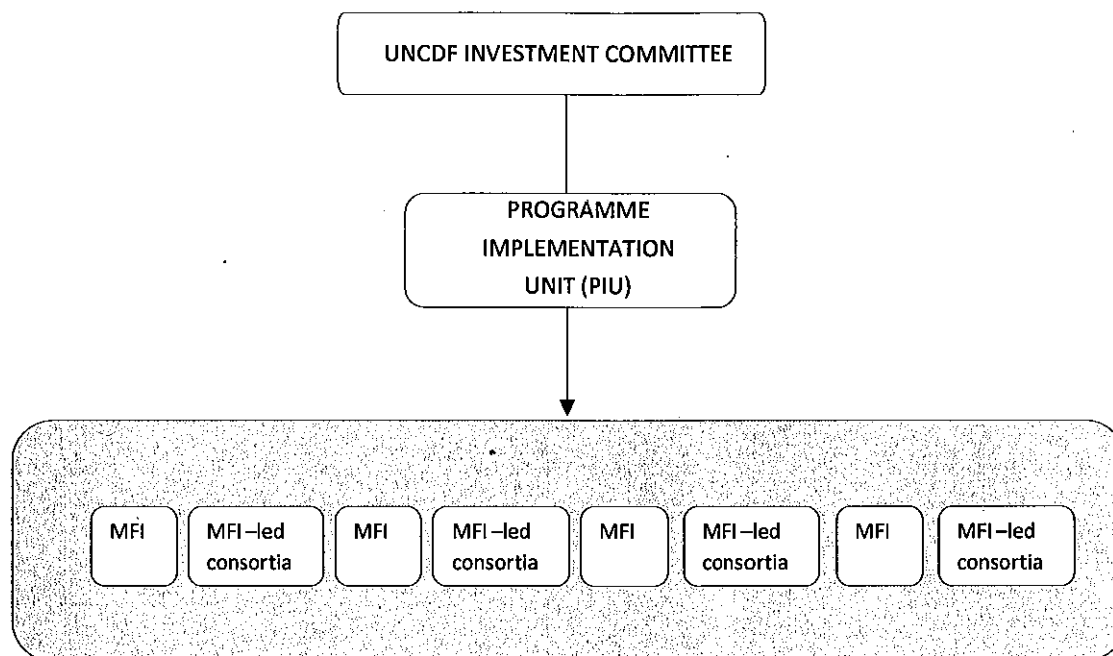 UNCDF INVESTMENT COMMITTEE
PROGRAMME
IMPLEMENTATION
UNIT (PIU)
MFI
MFI–led
consortia
MFI
MFI–led
consortia
MFI
MFI–led
consortia
MFI
MFI–led
consortia